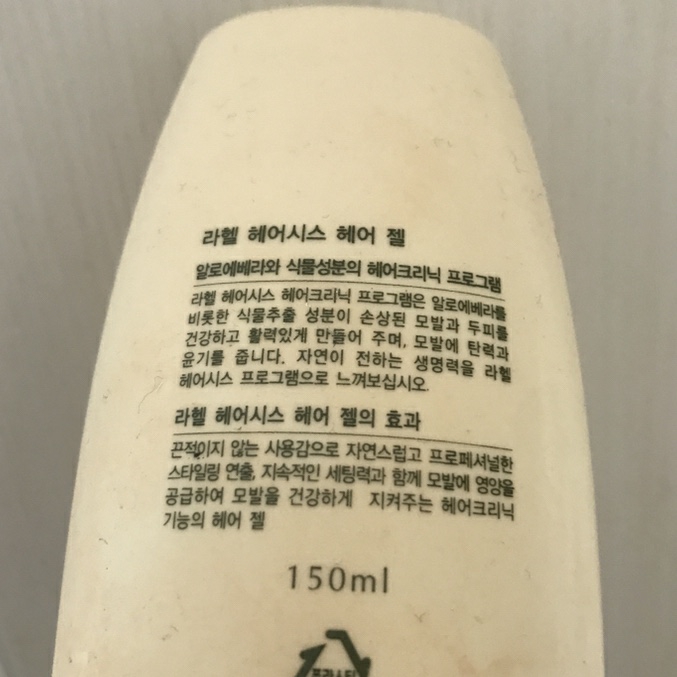 라헬 헤어시스 헤어 젤
알로에베라와 식물성분의 헤어크리닉 프로그램
라헬 헤어시스 헤어크리닉 프로그램은 알로에베라를
비롯한 식물추출 성분이 손상된 모발과 두피를
건강하고 활력있게 만들어 주며, 모발에 탄력과
윤기를 줍니다. 자연이 전하는 생명력을 라헬
헤어시스 프로그램으로 느껴보십시오.
라헬 헤어시스 헤어 젤의 효과
끈적이지 않는 사용감으로 자연스럽고 프로페셔널한
스타일링 연출, 지속적인 세팅력과 함께 모발에 영양을
공급하여 모발을 건강하게 지켜주는 헤어크리닉
기능의 헤어 젤
150ml